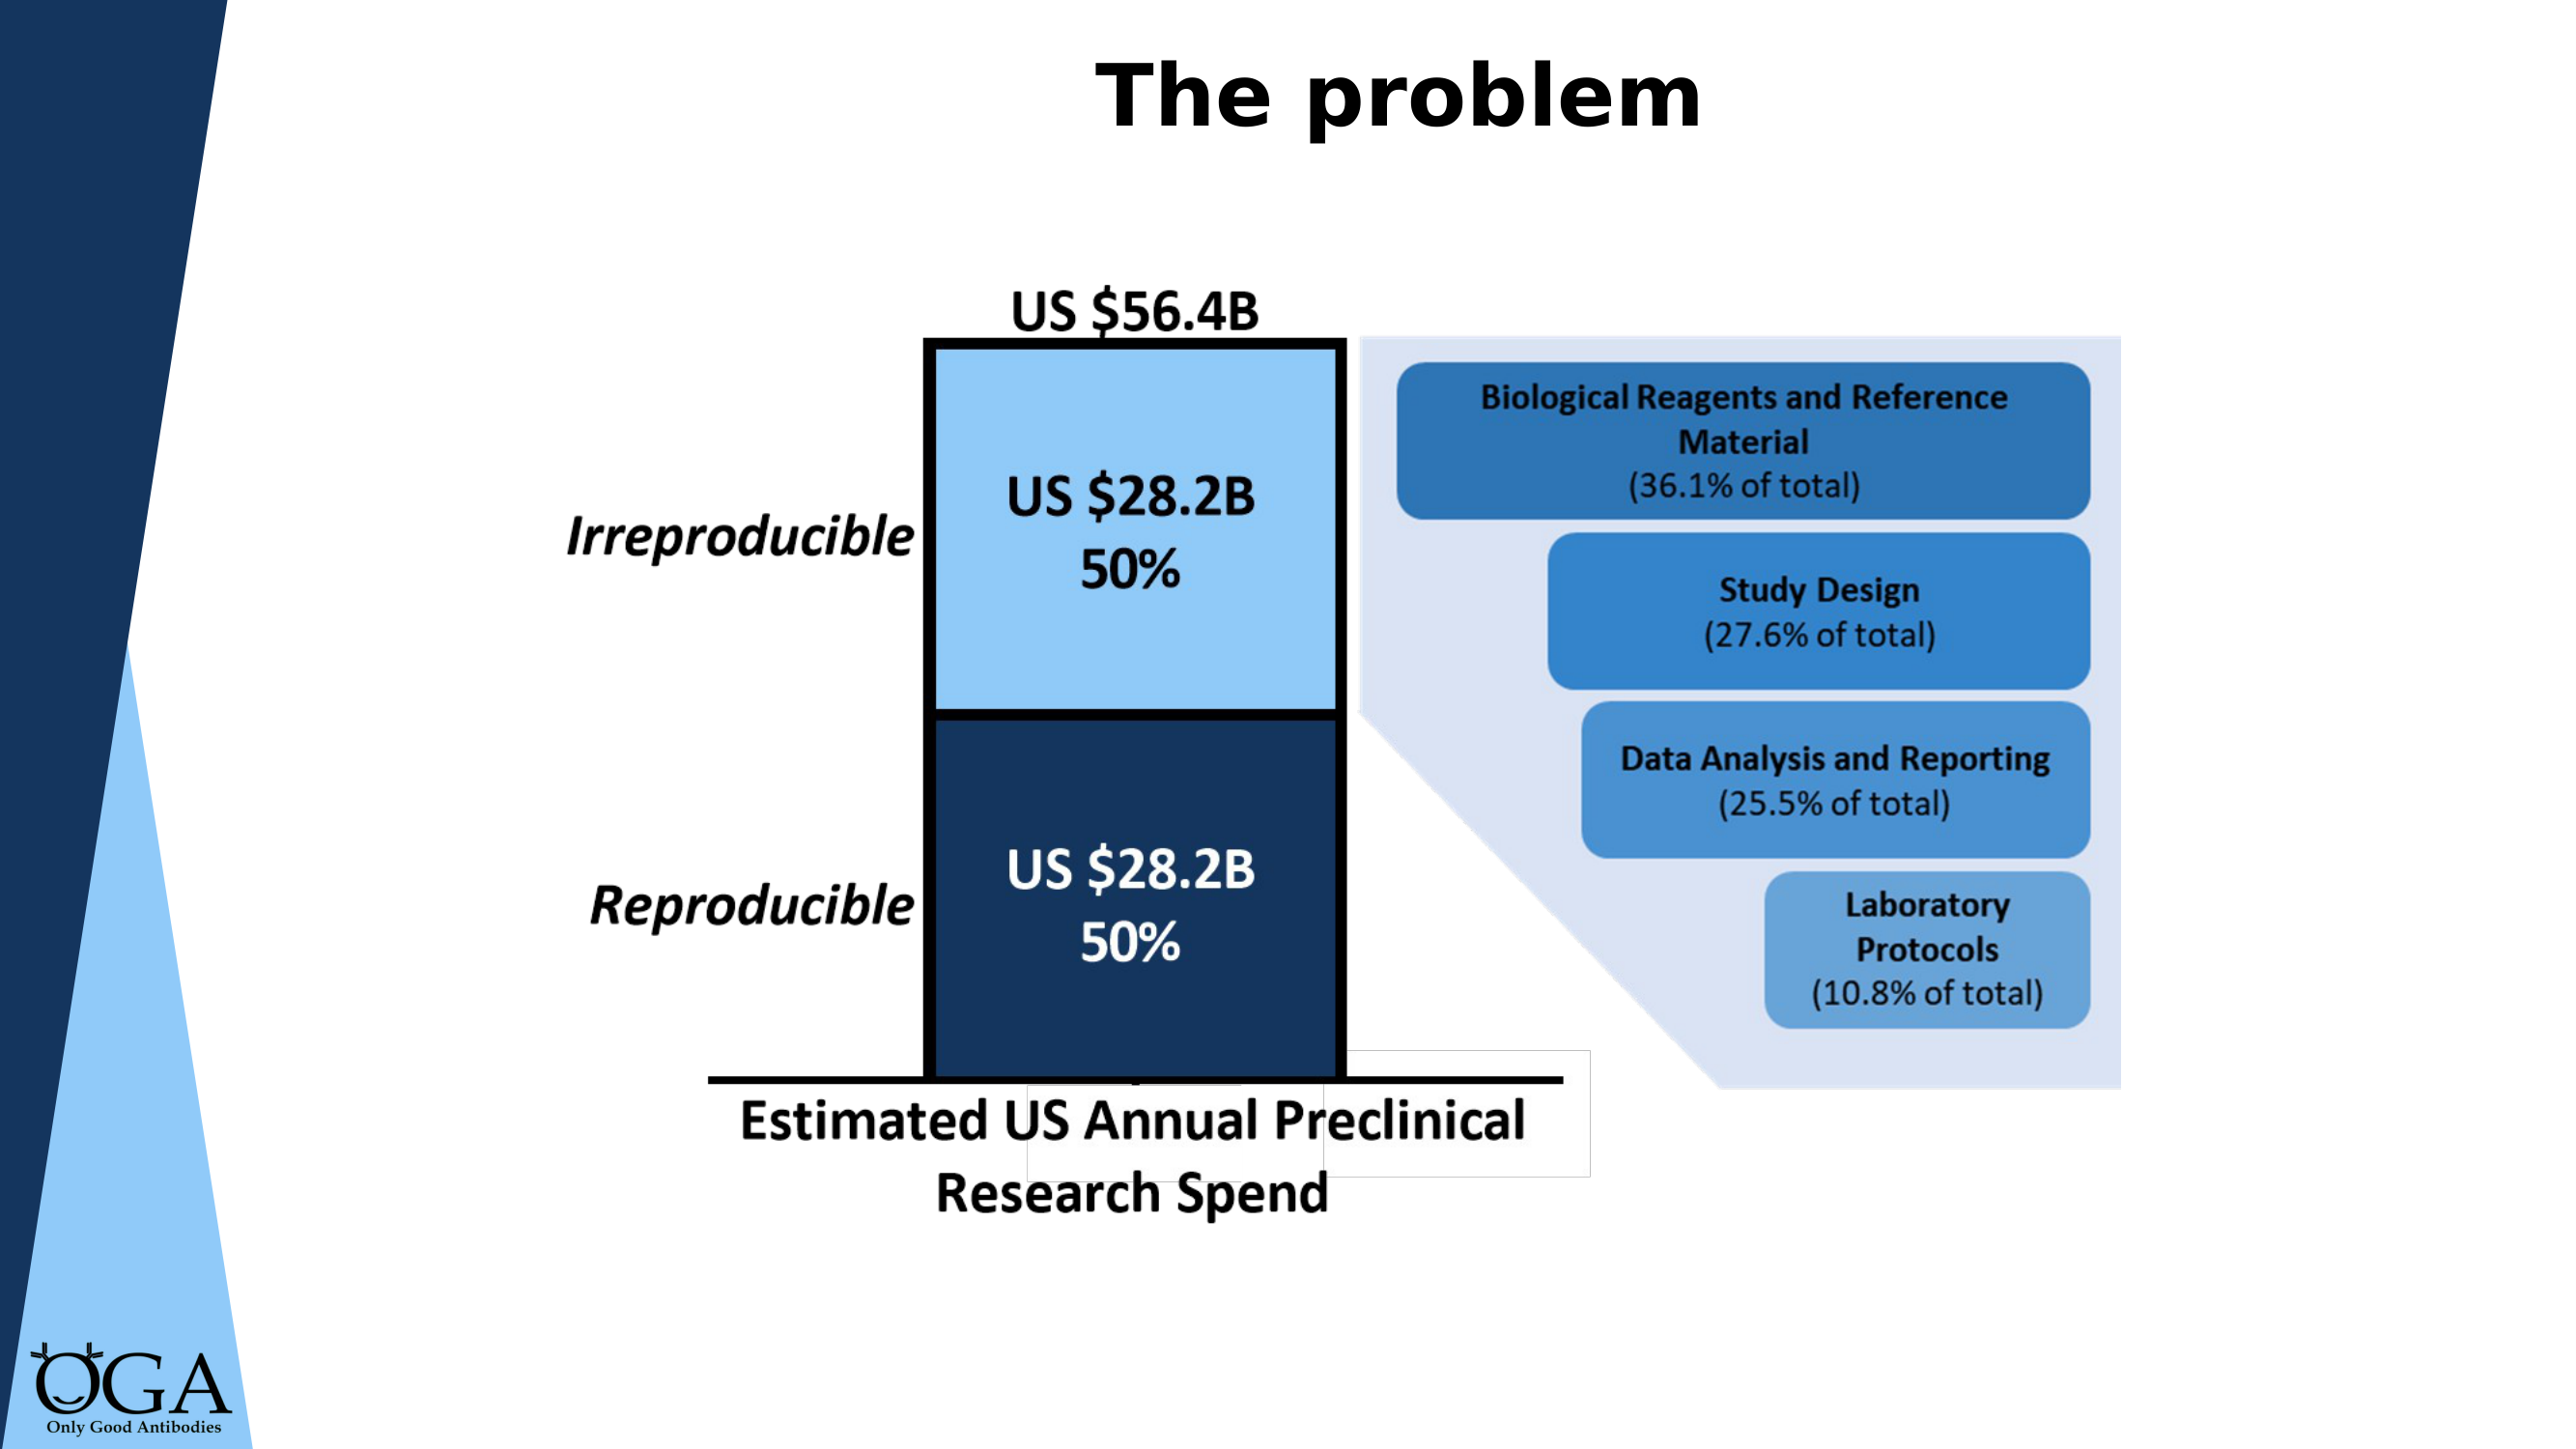 The problem
US $56.4B
Irreproducible
US $28.2B
50%
Reproducible
US $28.2B
50%
Estimated US Annual Preclinical
Research Spend
Biological Reagents and Reference
Material
(36.1% of total)
Study Design
(27.6% of total)
Data Analysis and Reporting
(25.5% of total)
Laboratory
Protocols
(10.8% of total)
OGA
Only Good Antibodies